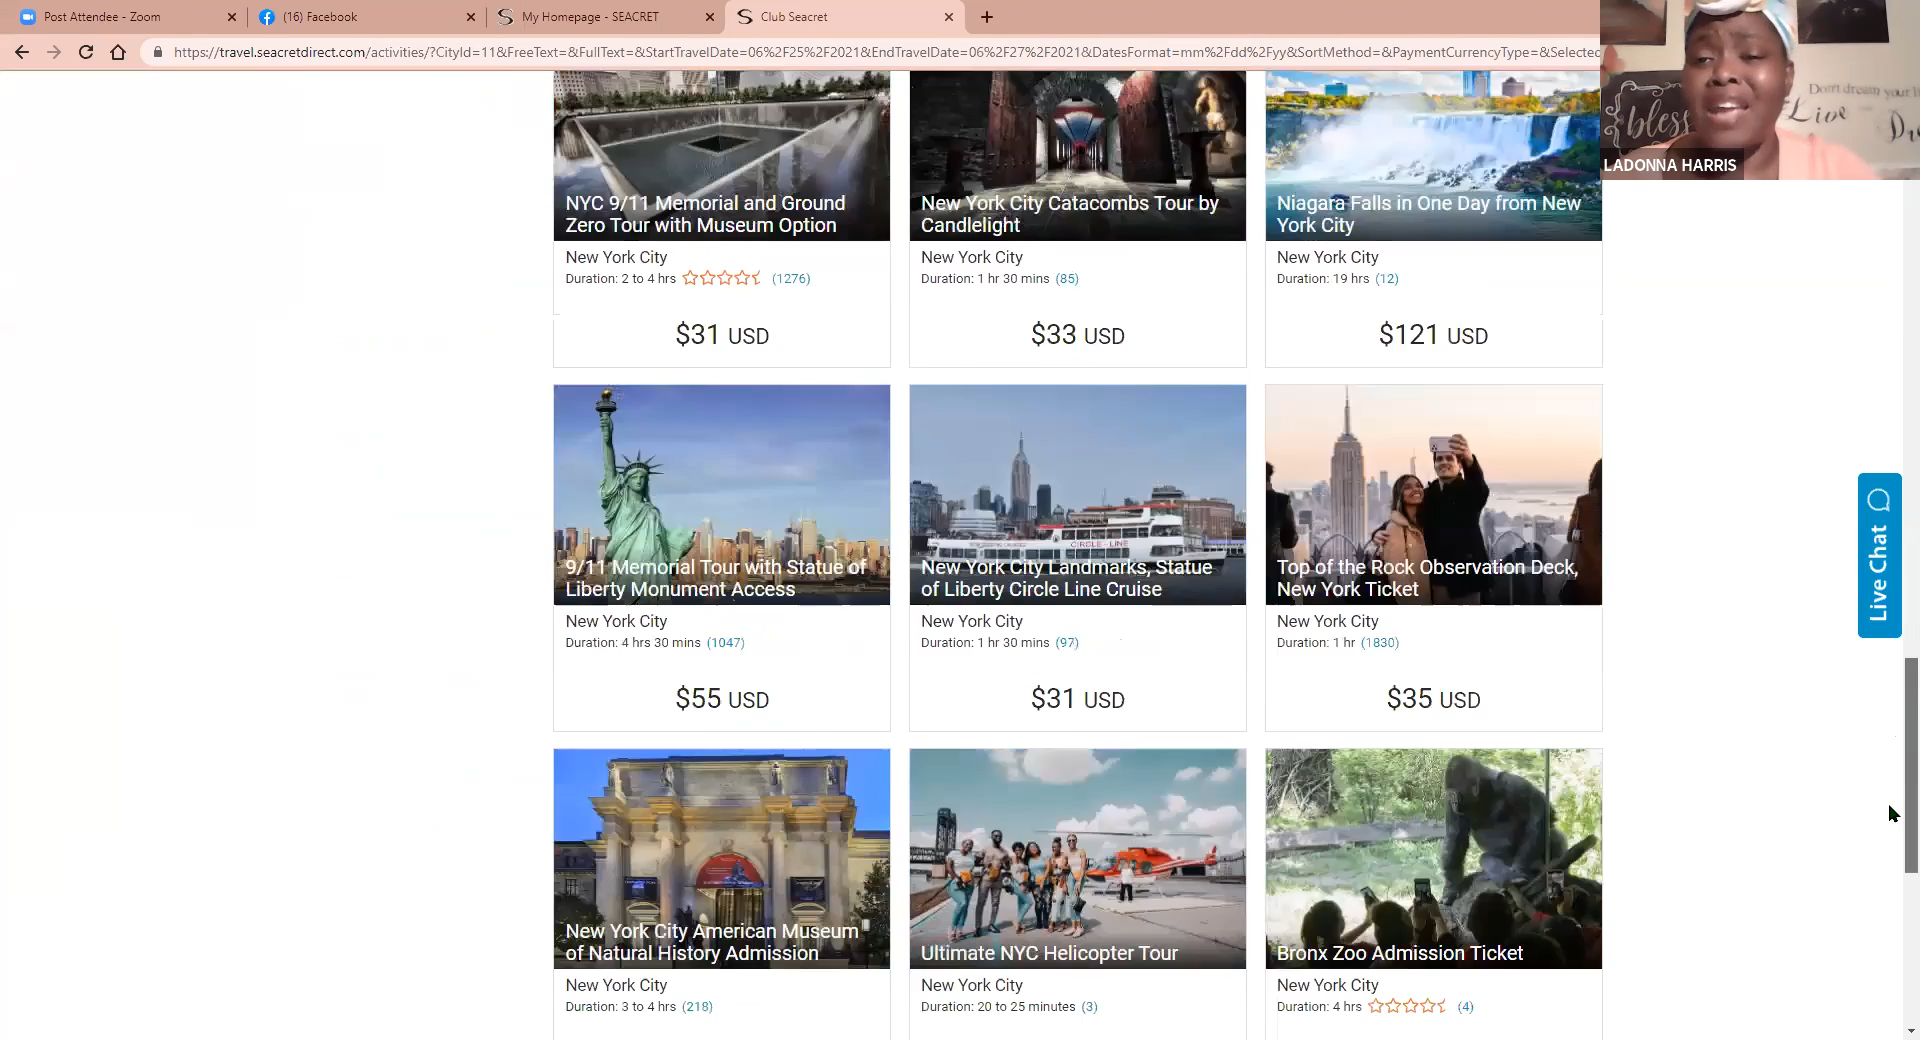 Post Attendee - Zoom
(16) Facebook
My Homepage - SEACRET
Club Seacret
https://travel.seacretdirect.com/activities/?CityId=11&FreeText=&FullText=&StartTravelDate=06%2F25%2F2021&EndTravelDate=06%2F27%2F2021&DatesFormat=mm%2Fdd%2Fyy&SortMethod=&PaymentCurrencyType=&Selected
bless
Don't dream your
Live
LADONNA HARRIS
NYC 9/11 Memorial and Ground
Zero Tour with Museum Option
New York City
Duration: 2 to 4 hrs (1276)
$31 USD
New York City Catacombs Tour by
Candlelight
New York City
Duration: 1 hr 30 mins (85)
$33 USD
Niagara Falls in One Day from New
York City
New York City
Duration: 19 hrs (12)
$121 USD
9/11 Memorial Tour with Statue of
Liberty Monument Access
New York City
Duration: 4 hrs 30 mins (1047)
$55 USD
CIRCLE - LINE
New York City Landmarks, Statue
of Liberty Circle Line Cruise
New York City
Duration: 1 hr 30 mins (97)
$31 USD
Top of the Rock Observation Deck,
New York Ticket
New York City
Duration: 1 hr (1830)
$35 USD
Live Chat
New York City American Museum
of Natural History Admission
New York City
Duration: 3 to 4 hrs (218)
Ultimate NYC Helicopter Tour
New York City
Duration: 20 to 25 minutes (3)
Bronx Zoo Admission Ticket
New York City
Duration: 4 hrs (4)